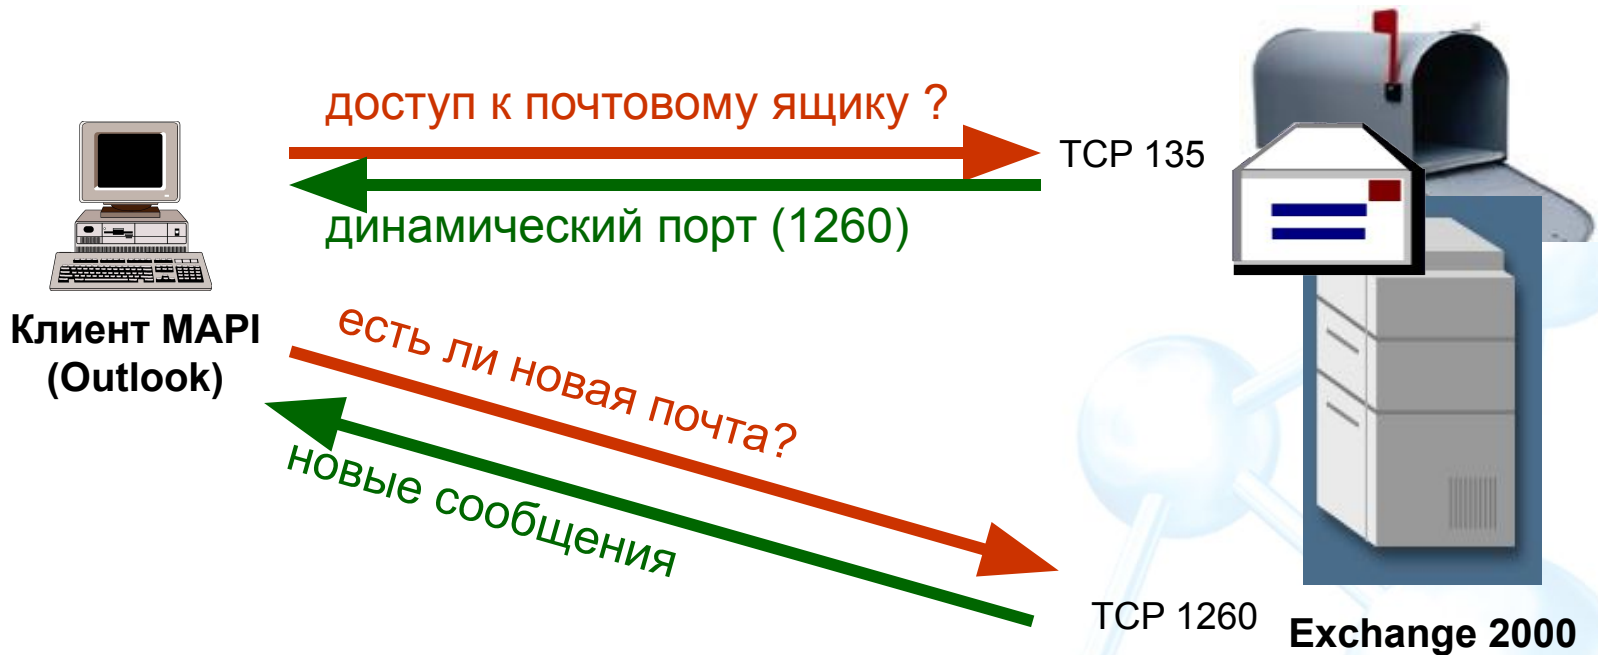 доступ к почтовому ящику ?
TCP 135
динамический порт (1260)
Клиент MAPI
(Outlook)
есть ли новая почта?
новые сообщения
TCP 1260
Exchange 2000